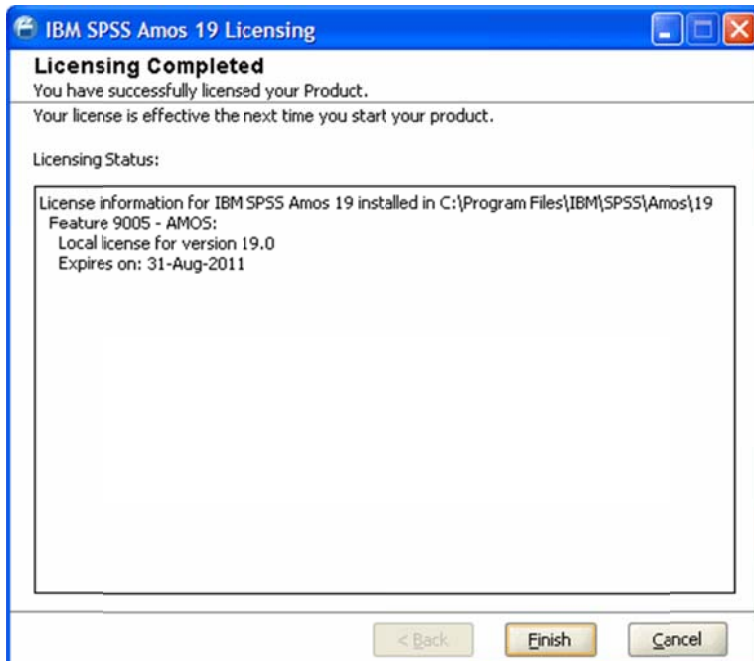 IBM SPSS Amos 19 Licensing
Licensing Completed
You have successfully licensed your Product.
Your license is effective the next time you start your product.
Licensing Status:
License information for IBM SPSS Amos 19 installed in C:\Program Files\IBM\SPSS\Amos\19
Feature 9005 - AMOS:
Local license for version 19.0
Expires on: 31-Aug-2011
< Back
Finish
Cancel